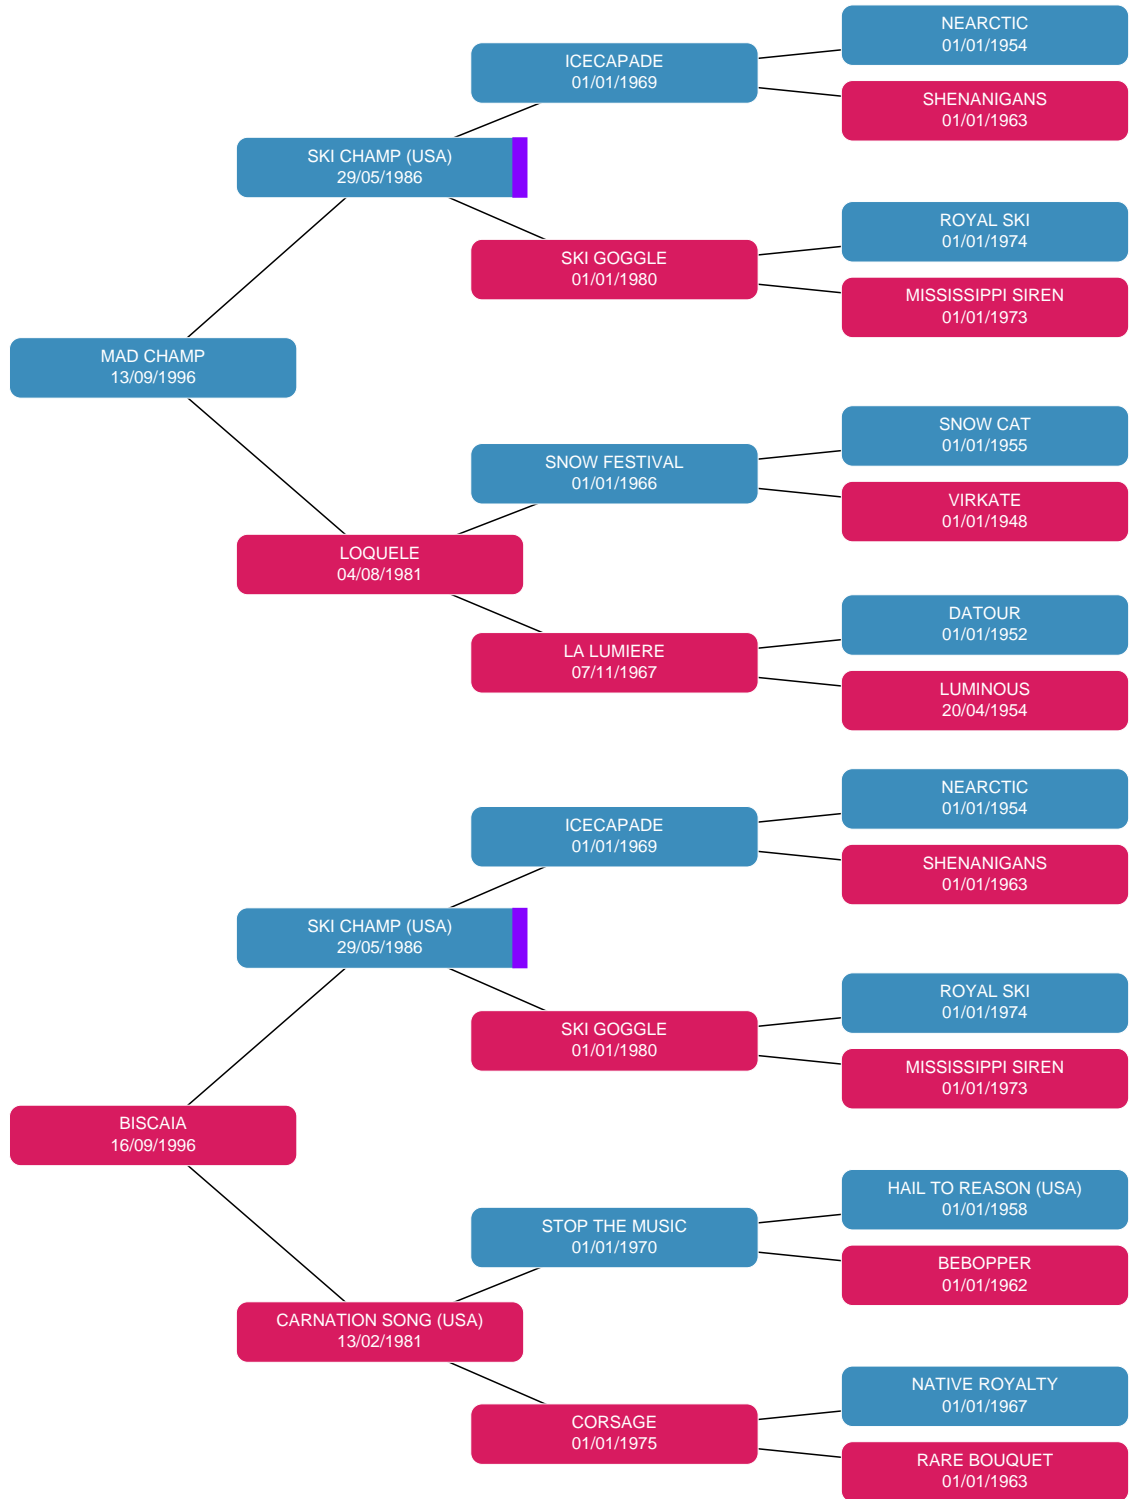 NEARCTIC
01/01/1954
ICECAPADE
01/01/1969
SHENANIGANS
01/01/1963
SKI CHAMP (USA)
29/05/1986
ROYAL SKI
01/01/1974
SKI GOGGLE
01/01/1980
MISSISSIPPI SIREN
01/01/1973
MAD CHAMP
13/09/1996
SNOW CAT
01/01/1955
SNOW FESTIVAL
01/01/1966
VIRKATE
01/01/1948
LOQUELE
04/08/1981
DATOUR
01/01/1952
LA LUMIERE
07/11/1967
LUMINOUS
20/04/1954
NEARCTIC
01/01/1954
ICECAPADE
01/01/1969
SHENANIGANS
01/01/1963
SKI CHAMP (USA)
29/05/1986
ROYAL SKI
01/01/1974
SKI GOGGLE
01/01/1980
MISSISSIPPI SIREN
01/01/1973
BISCAIA
16/09/1996
HAIL TO REASON (USA)
01/01/1958
STOP THE MUSIC
01/01/1970
BEBOPPER
01/01/1962
CARNATION SONG (USA)
13/02/1981
NATIVE ROYALTY
01/01/1967
CORSAGE
01/01/1975
RARE BOUQUET
01/01/1963